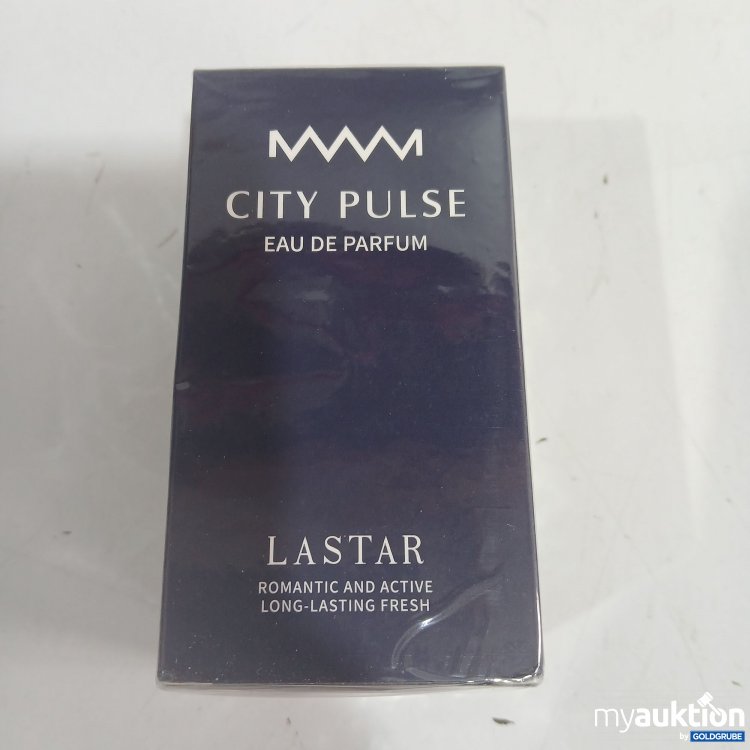 CITY PULSE
EAU DE PARFUM
LASTAR
ROMANTIC AND ACTIVE
LONG-LASTING FRESH
myauktion
by GOLDGRUBE